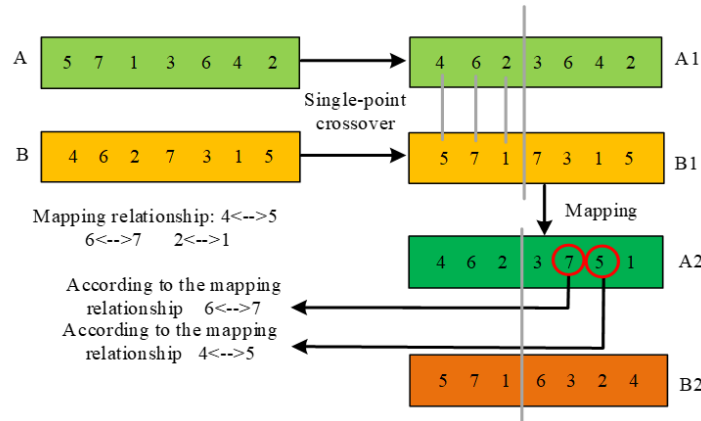 A 5 7 1 3 6 4 2
4 6 2 3 6 4 2 A1
Single-point
crossover
B 4 6 2 7 3 1 5
5 7 1 7 3 1 5 B1
Mapping relationship: 4<-->5
6<-->7 2<-->1
Mapping
4 6 2 3 7 5 1 A2
According to the mapping
relationship 6<-->7
According to the mapping
relationship 4<-->5
5 7 1 6 3 2 4 B2